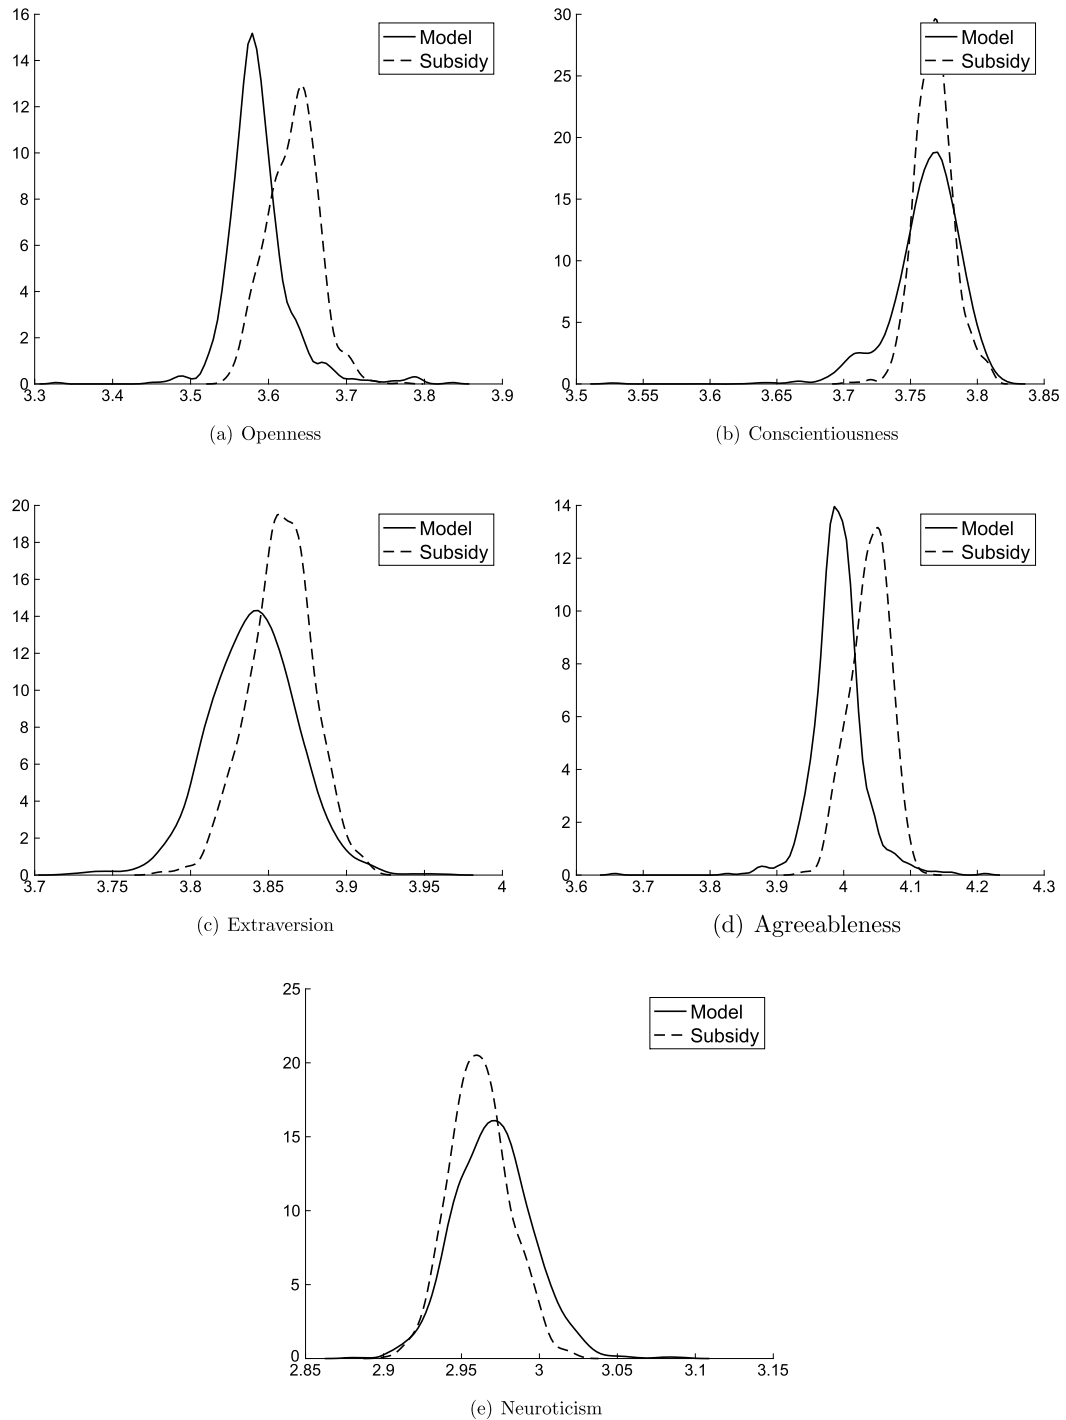 16
14
12
10
8
6
4
2
0
3.3 3.4 3.5 3.6 3.7 3.8 3.9
Model
Subsidy
(a) Openness
30
25
20
15
10
5
0
3.5 3.55 3.6 3.65 3.7 3.75 3.8 3.85
Model
Subsidy
(b) Conscientiousness
20
18
16
14
12
10
8
6
4
2
0
3.7 3.75 3.8 3.85 3.9 3.95 4
Model
Subsidy
(c) Extraversion
14
12
10
8
6
4
2
0
3.6 3.7 3.8 3.9 4 4.1 4.2 4.3
Model
Subsidy
(d) Agreeableness
25
20
15
10
5
0
2.85 2.9 2.95 3 3.05 3.1 3.15
Model
Subsidy
(e) Neuroticism